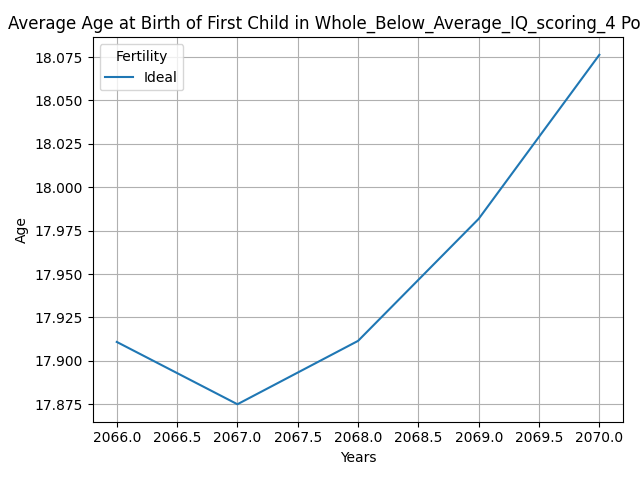 Average Age at Birth of First Child in Whole_Below_Average_IQ_scoring_4 Po
Fertility
Ideal
18.075
18.050
18.025
18.000
17.975
17.950
17.925
17.900
17.875
Age
2066.0 2066.5 2067.0 2067.5 2068.0 2068.5 2069.0 2069.5 2070.0
Years